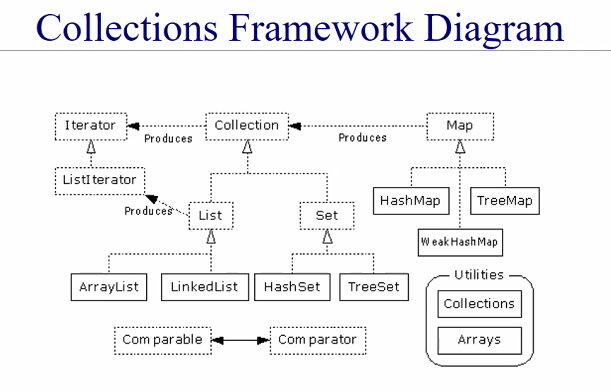 Collections Framework Diagram
Iterator
Produces
Collection
Produces
Map
ListIterator
Produces
List
Set
HashMap
TreeMap
WeakHashMap
ArrayList
LinkedList
HashSet
TreeSet
Utilities
Collections
Arrays
Comparable
Comparator